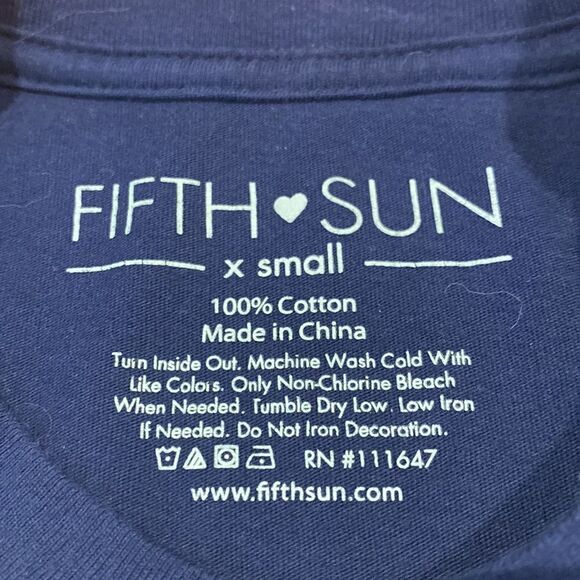 FIFTH ♥ SUN
x small
100% Cotton
Made in China
Turn Inside Out. Machine Wash Cold With
Like Colors. Only Non-Chlorine Bleach
When Needed. Tumble Dry Low. Low Iron
If Needed. Do Not Iron Decoration.
RN #111647
www.fifthsun.com